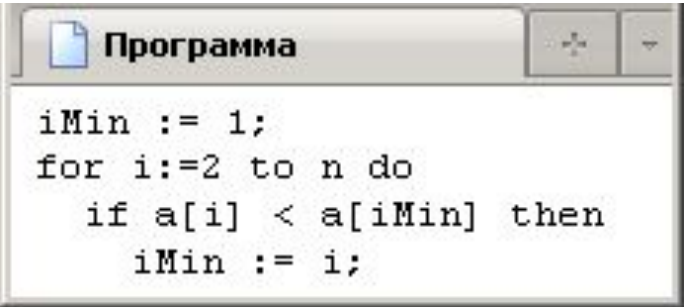 Программа
iMin := 1;
for i:=2 to n do
if a[i] < a[iMin] then
iMin := i;